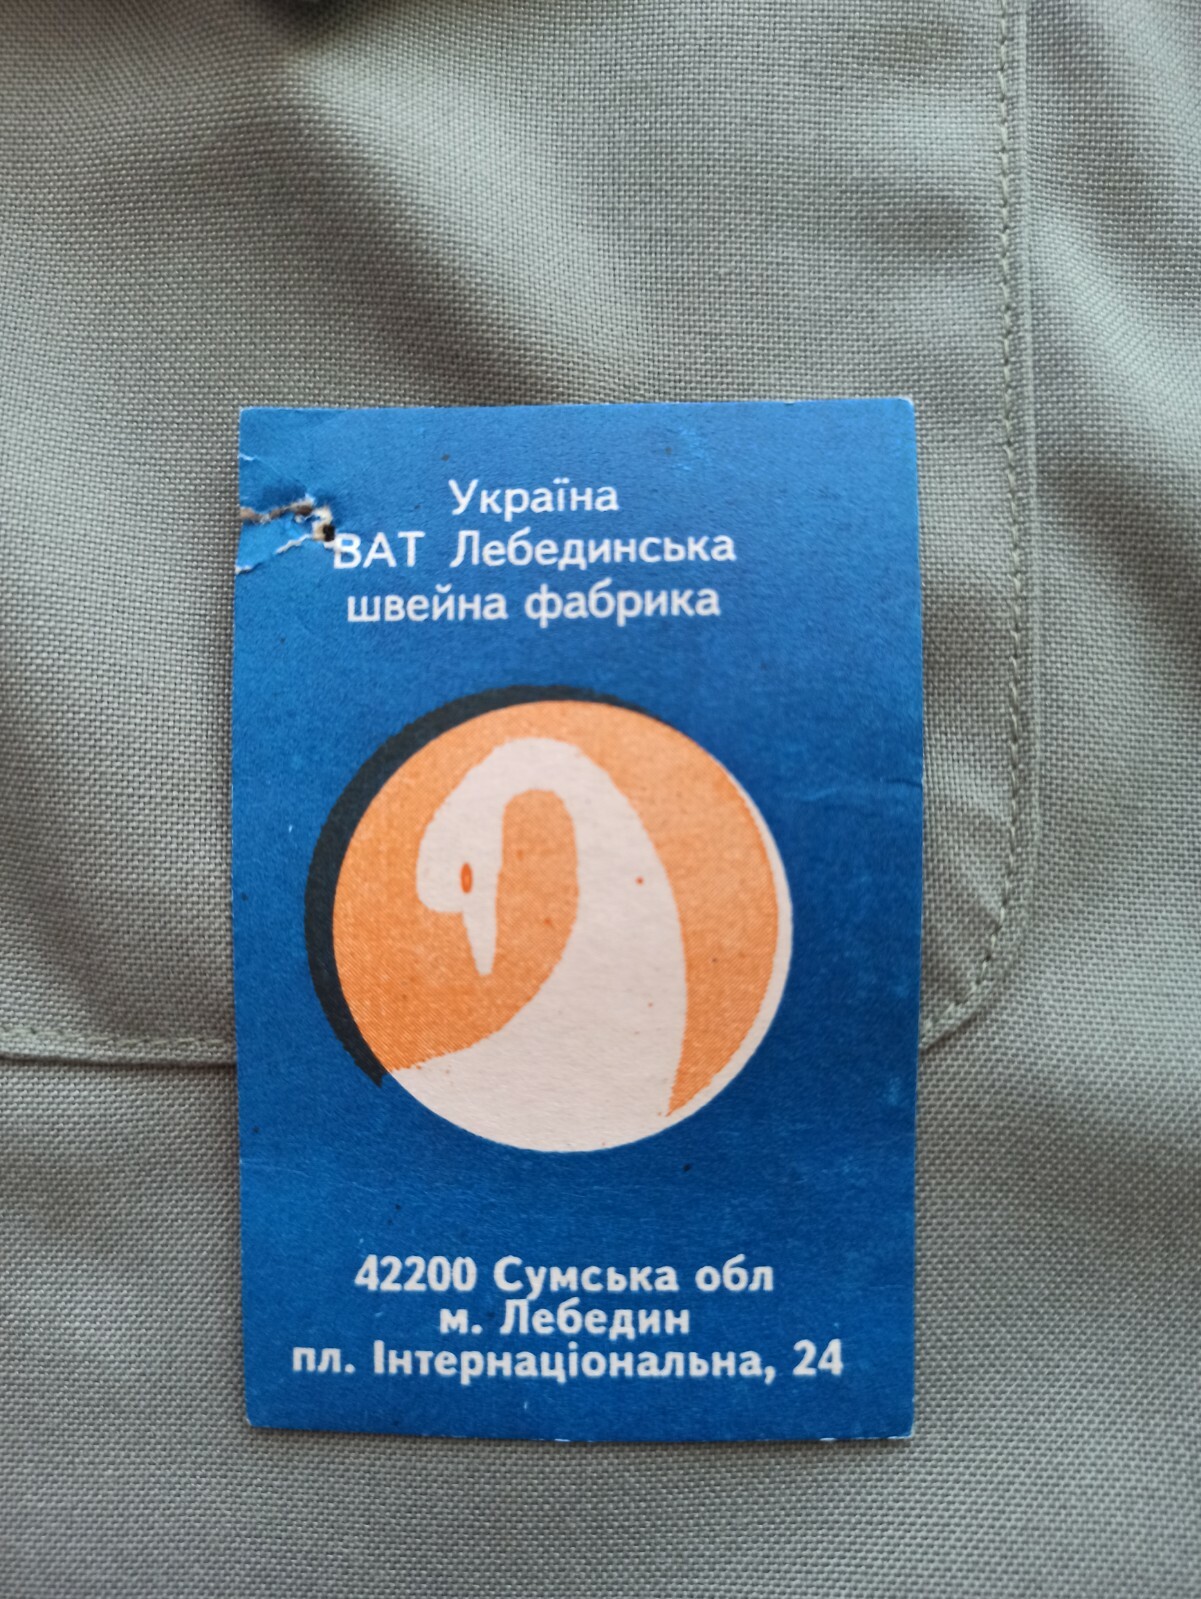 Україна
ВАТ Лебединська
швейна фабрика
42200 Сумська обл
м. Лебедин
пл. Інтернаціональна, 24